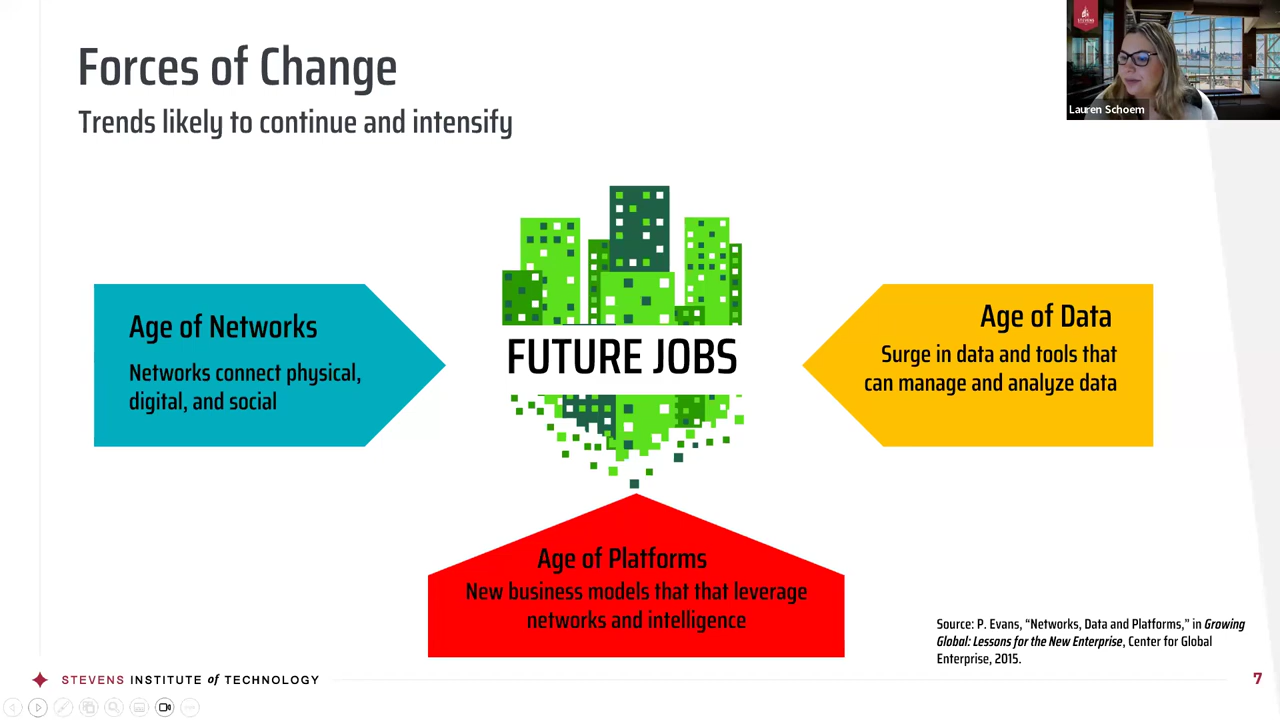 Forces of Change
Trends likely to continue and intensify
STEVENS
Lauren Schoem
FUTURE JOBS
Age of Networks
Networks connect physical,
digital, and social
Age of Data
Surge in data and tools that
can manage and analyze data
Age of Platforms
New business models that that leverage
networks and intelligence
Source: P. Evans, “Networks, Data and Platforms,” in Growing
Global: Lessons for the New Enterprise, Center for Global
Enterprise, 2015.
STEVENS INSTITUTE of TECHNOLOGY
7